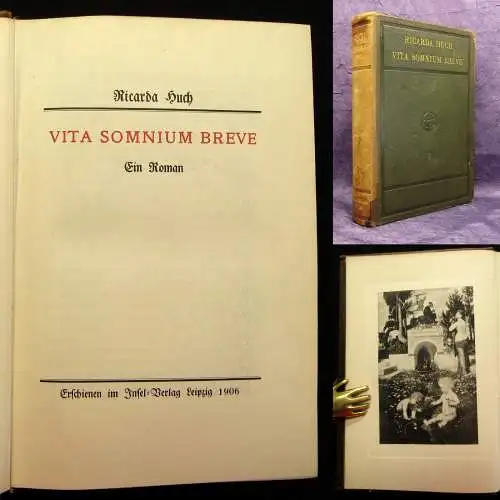 Ricarda Huch
VITA SOMNIUM BREVE
Ein Roman
Erschienen im Insel-Verlag Leipzig 1906
RICARDA HUCH
VITA SOMNIUM BREVE